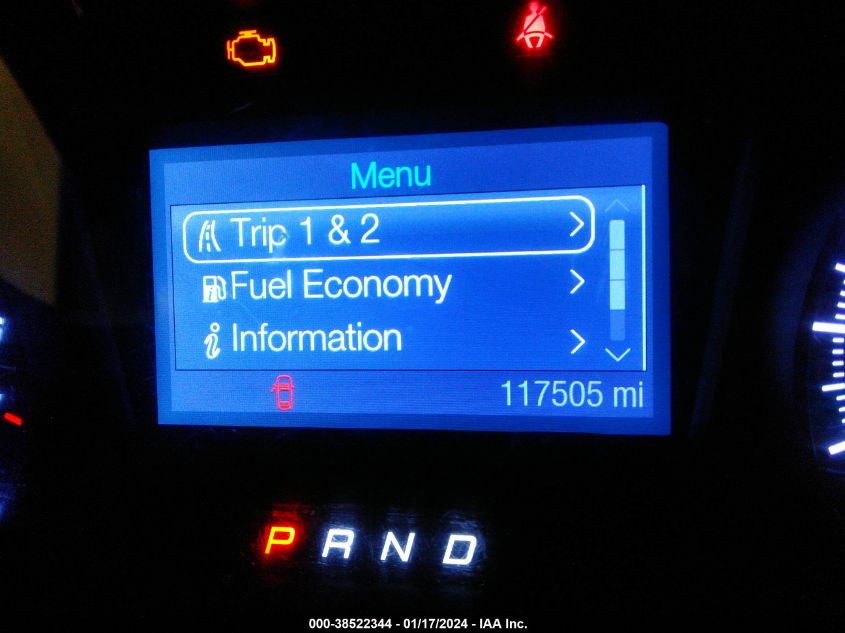 Menu
Trip 1 & 2
Fuel Economy
Information
117505 mi
P R N D
000-38522344 - 01/17/2024 - IAA Inc.